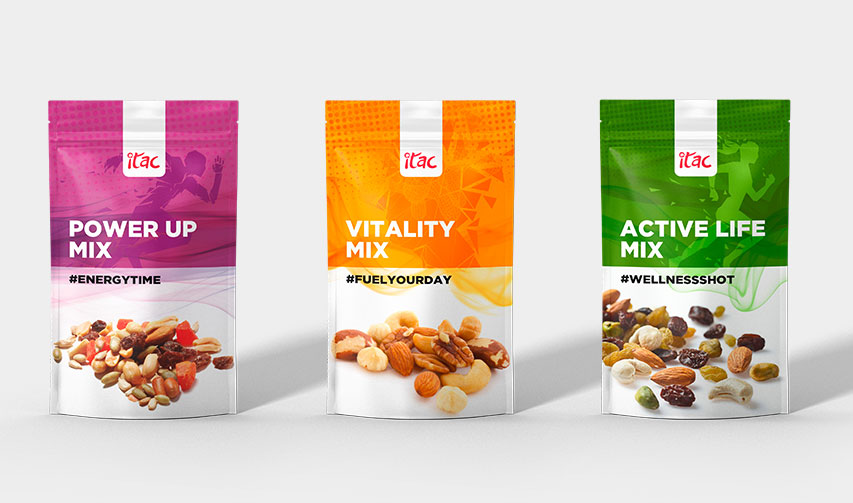 itac
POWER UP
MIX
#ENERGYTIME
itac
VITALITY
MIX
#FUELYOURDAY
itac
ACTIVE LIFE
MIX
#WELLNESSSHOT